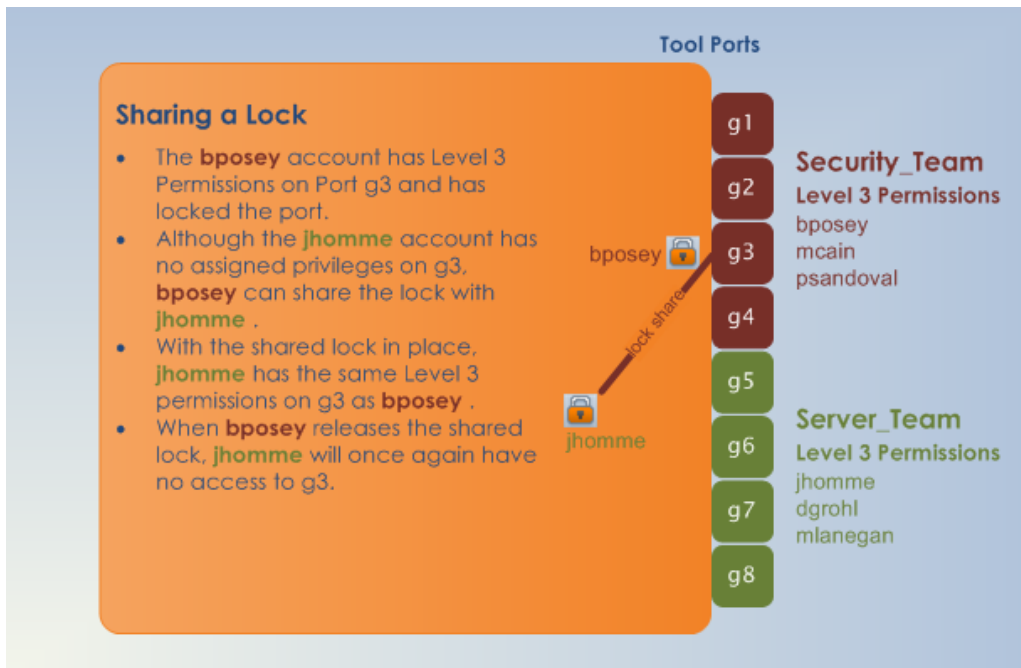 Tool Ports
Sharing a Lock
• The bposey account has Level 3
Permissions on Port g3 and has
locked the port.
• Although the jhomme account has
no assigned privileges on g3,
bposey can share the lock with
jhomme .
• With the shared lock in place,
jhomme has the same Level 3
permissions on g3 as bposey .
• When bposey releases the shared
lock, jhomme will once again have
no access to g3.
bposey
lock share
jhomme
g1
g2
g3
g4
g5
g6
g7
g8
Security_Team
Level 3 Permissions
bposey
mcain
psandoval
Server_Team
Level 3 Permissions
jhomme
dgrohl
mlanegan